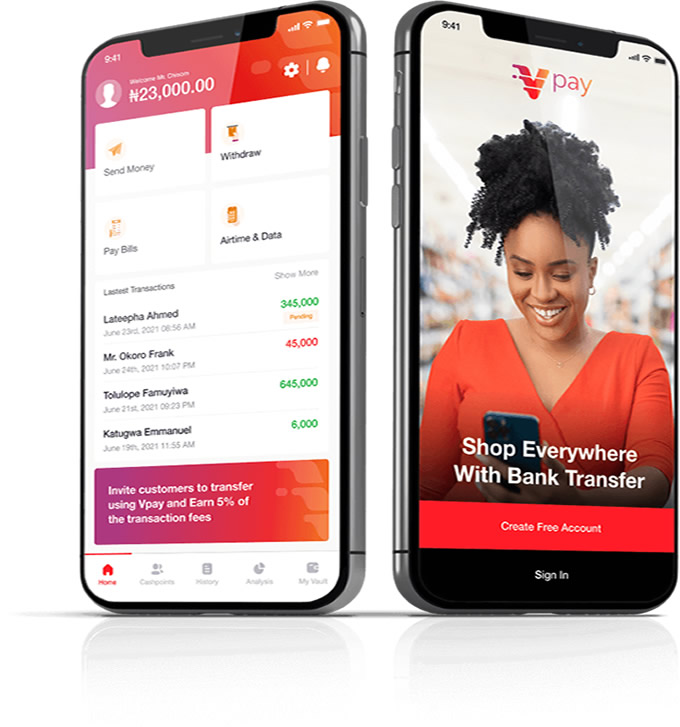 9:41
Welcome Mr. Choom
₦23,000.00
Send Money
Withdraw
Pay Bills
Airtime & Data
Lastest Transactions
Show More
Lateepha Ahmed
345,000
June 23rd, 2021 08:56 AM
Pending
Mr. Okoro Frank
45,000
June 24th, 2021 10:07 PM
Tolulope Famuyiwa
645,000
June 21st, 2021 09:23 PM
Katugwa Emmanuel
6,000
June 19th, 2021 11:55 AM
Invite customers to transfer
using Vpay and Earn 5% of
the transaction fees
Home
Cashpoints
History
Analysis
My Vault
9:41
V pay
Shop Everywhere
With Bank Transfer
Create Free Account
Sign In